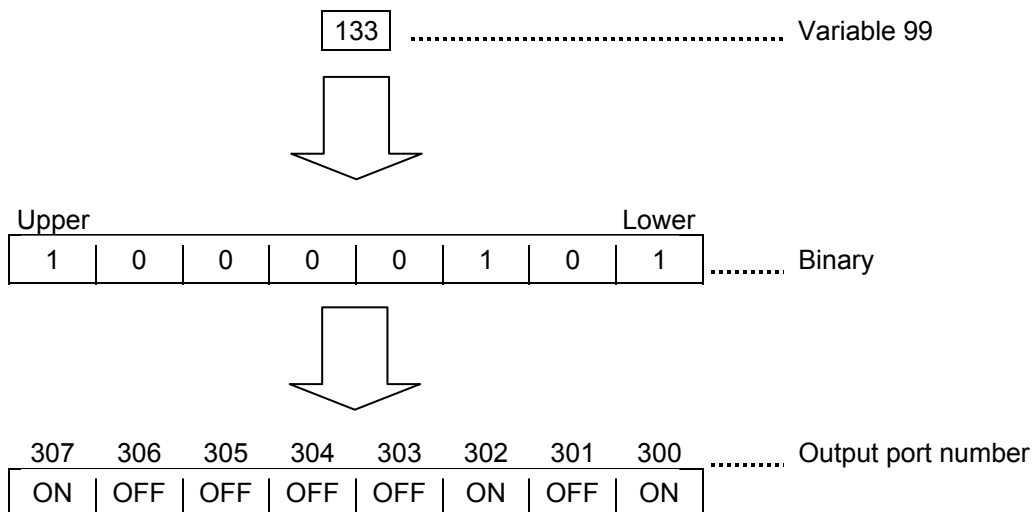 133 Variable 99
Upper Lower
1 0 0 0 0 1 0 1 Binary
307 306 305 304 303 302 301 300 Output port number
ON OFF OFF OFF OFF ON OFF ON